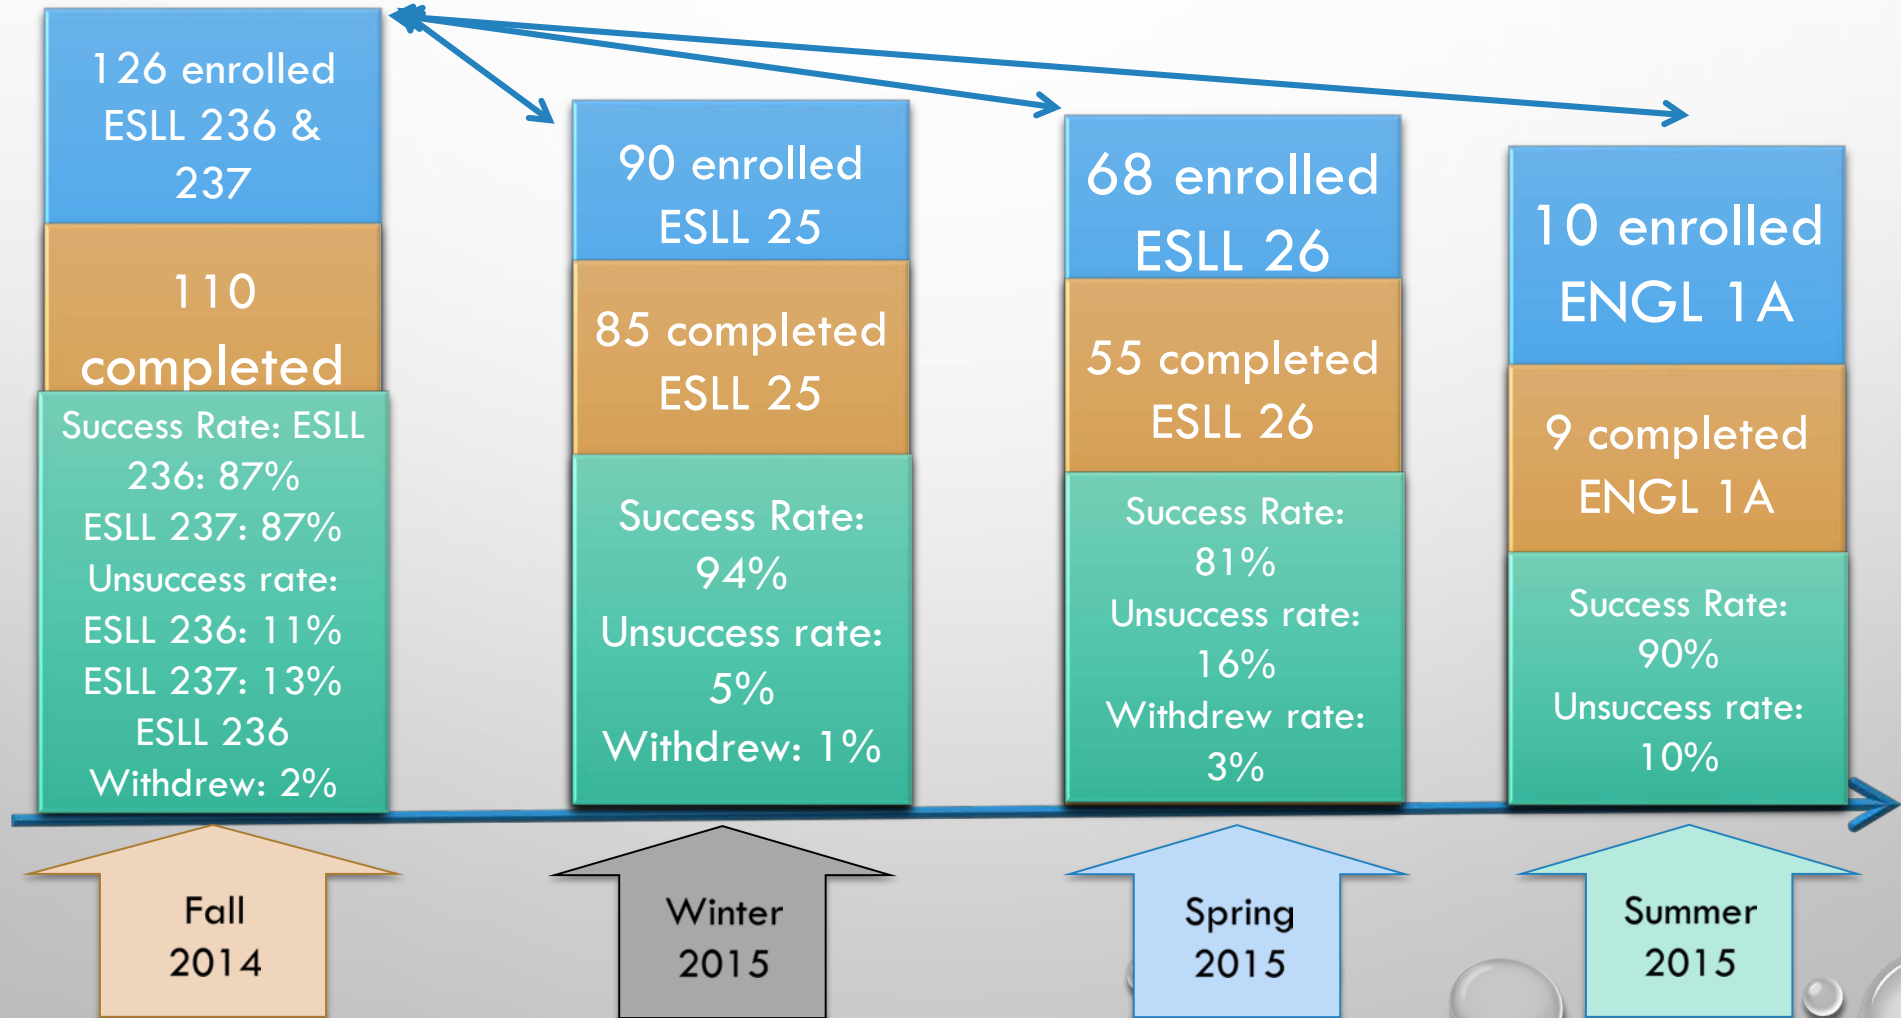 126 enrolled
ESLL 236 &
237
110
completed
Success Rate: ESLL
236: 87%
ESLL 237: 87%
Unsuccess rate:
ESLL 236: 11%
ESLL 237: 13%
ESLL 236
Withdrew: 2%
90 enrolled
ESLL 25
85 completed
ESLL 25
Success Rate:
94%
Unsuccess rate:
5%
Withdrew: 1%
68 enrolled
ESLL 26
55 completed
ESLL 26
Success Rate:
81%
Unsuccess rate:
16%
Withdrew rate:
3%
10 enrolled
ENGL 1A
9 completed
ENGL 1A
Success Rate:
90%
Unsuccess rate:
10%
Fall
2014
Winter
2015
Spring
2015
Summer
2015